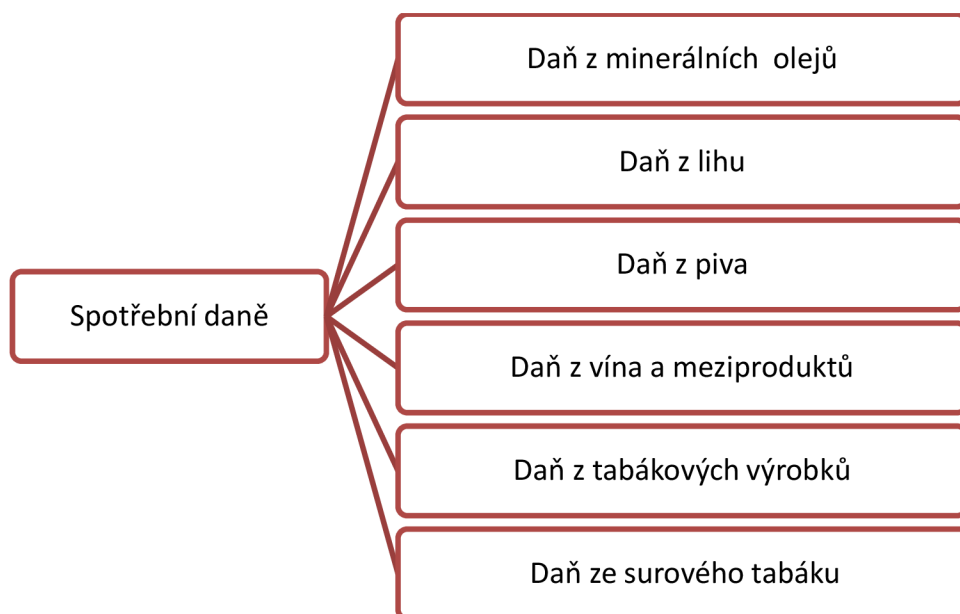 Spotřební daně
Daň z minerálních olejů
Daň z lihu
Daň z piva
Daň z vína a meziproduktů
Daň z tabákových výrobků
Daň ze surového tabáku